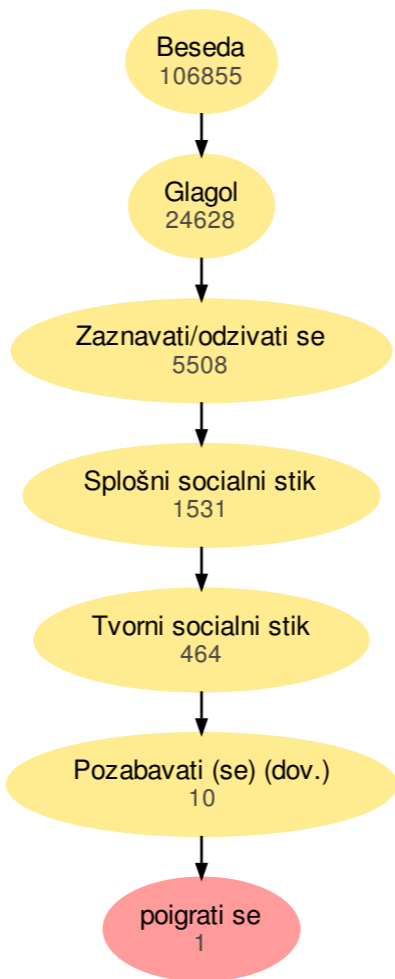 Beseda
106855
Glagol
24628
Zaznavati/odzivati se
5508
Splošni socialni stik
1531
Tvorni socialni stik
464
Pozabavati (se) (dov.)
10
poigrati se
1